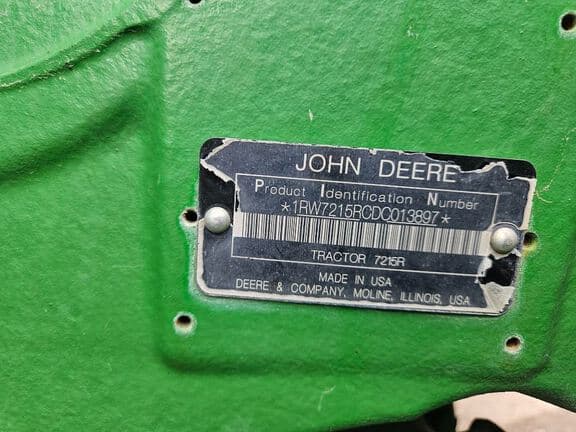 JOHN DEERE
Product Identification Number
*1RW7215RCDC013897*
TRACTOR 7215R
MADE IN USA
DEERE & COMPANY, MOLINE, ILLINOIS, USA